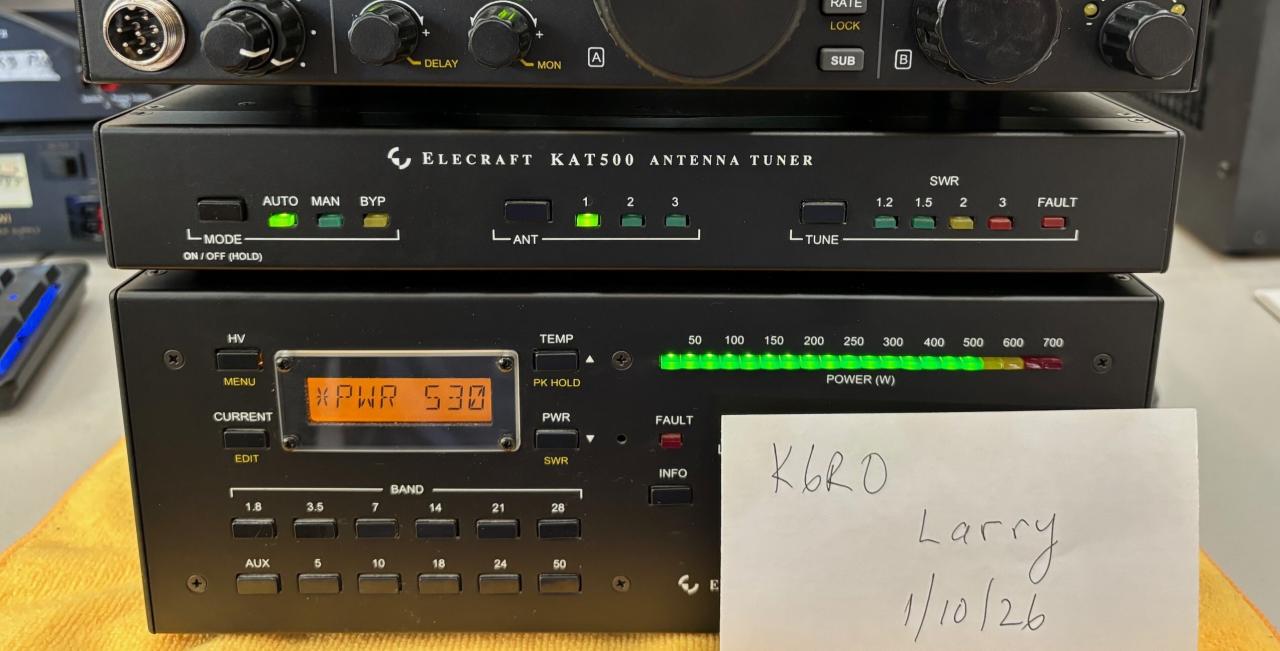 RATE
LOCK
SUB
A
B
+
DELAY
+
MON
-
ELECRAFT KAT500 ANTENNA TUNER
AUTO MAN BYP
MODE
ON / OFF (HOLD)
1 2 3
ANT
TUNE
SWR
1.2 1.5 2 3 FAULT
HV
MENU
CURRENT
EDIT
*PWR 530
TEMP
PK HOLD
PWR
SWR
50 100 150 200 250 300 400 500 600 700
POWER (W)
FAULT
INFO
BAND
1.8 3.5 7 14 21 28
AUX 5 10 18 24 50
K6RO
Larry
1/10/26